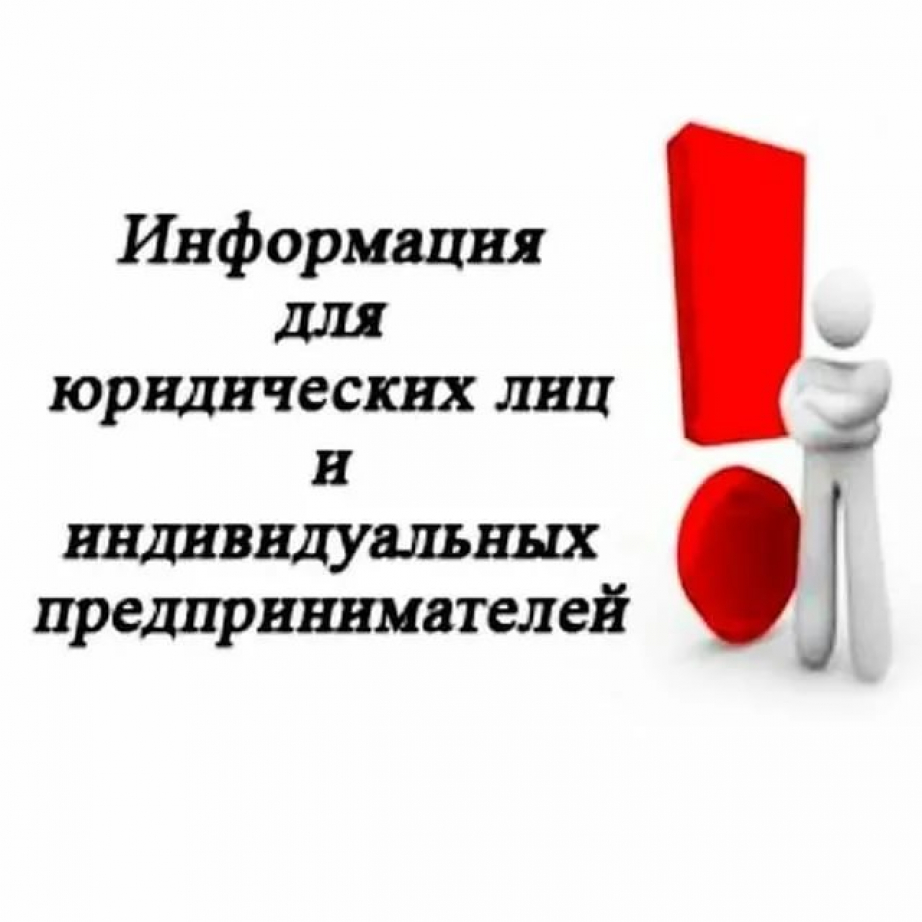 Информация
для
юридических лиц
и
индивидуальных
предпринимателей